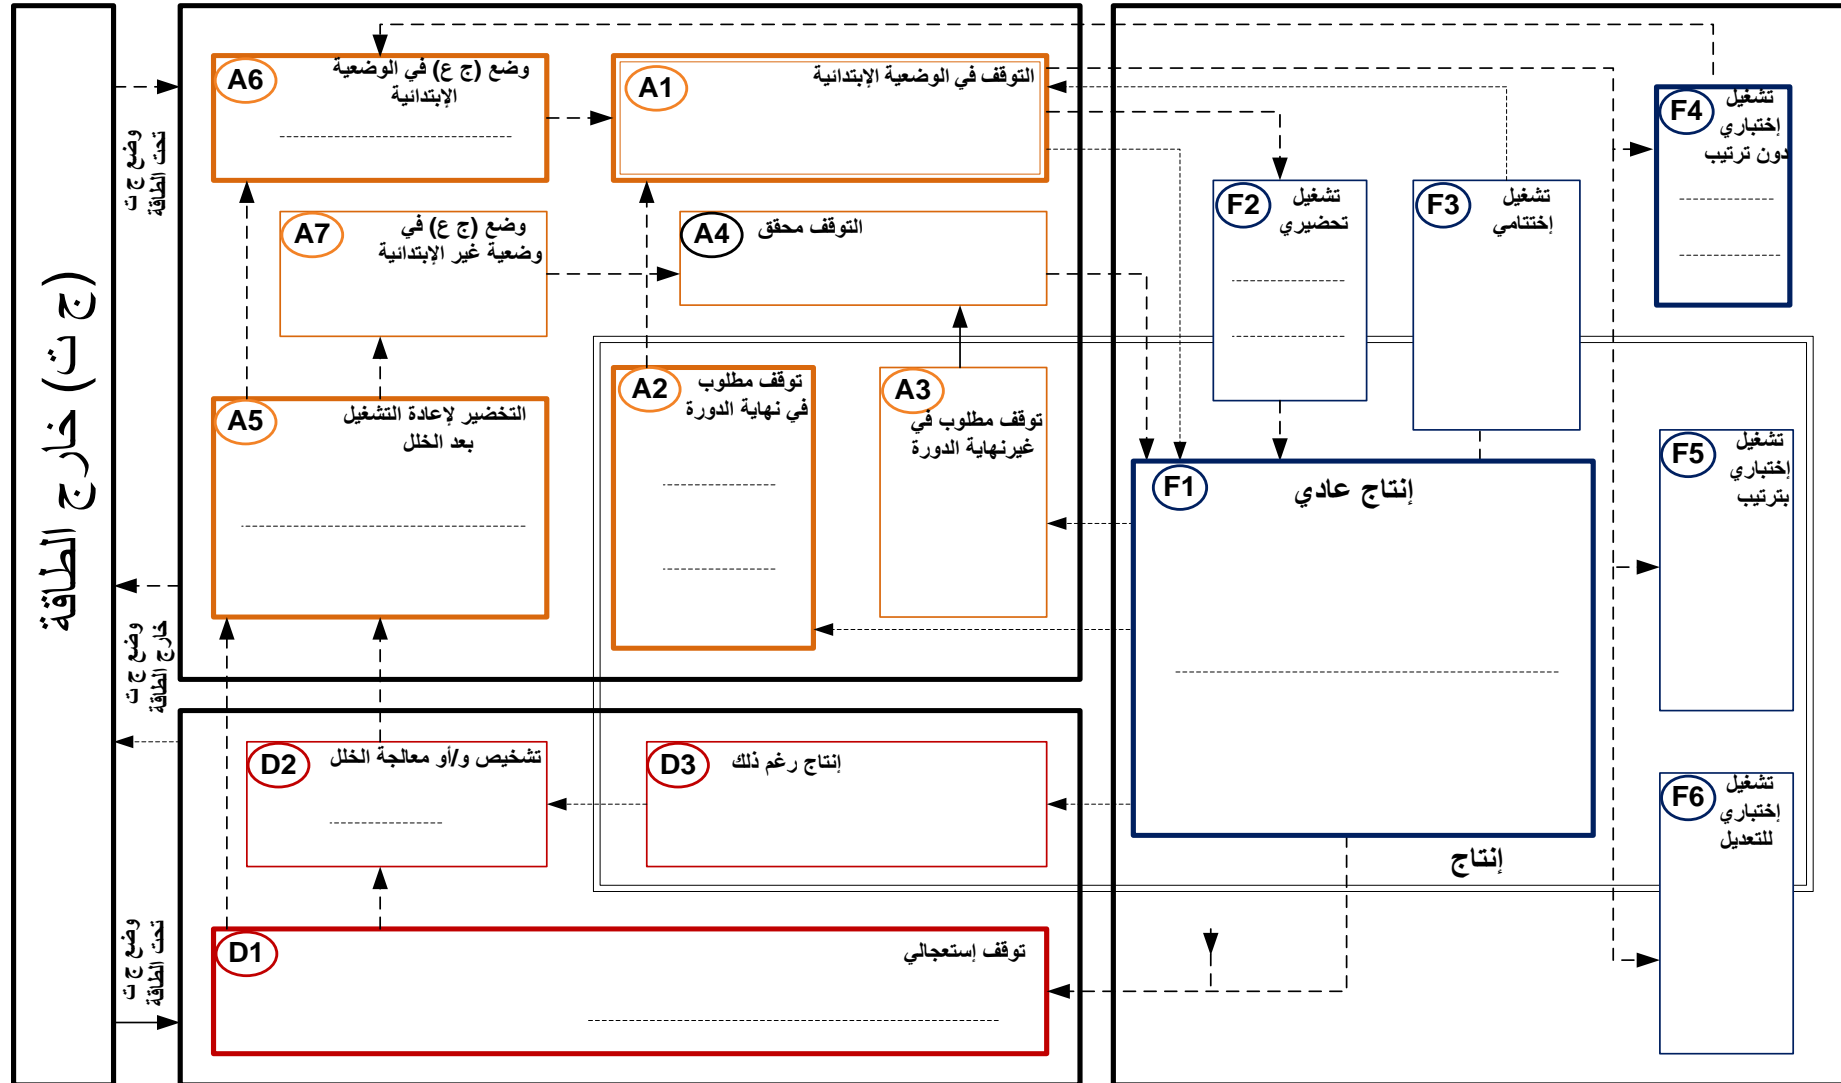 (ج ت) خارج الطاقة
وضع ج ت
تحت الطاقة
وضع ج ت
خارج الطاقة
وضع ج ت
تحت الطاقة
A6
وضع (ج ع) في الوضعية
الإبتدائية
A1
التوقف في الوضعية الإبتدائية
A7
وضع (ج ع) في
وضعية غير الإبتدائية
A4
التوقف محقق
A5
التخضير لإعادة التشغيل
بعد الخلل
A2
توقف مطلوب
في نهاية الدورة
A3
توقف مطلوب في
غيرنهاية الدورة
D2
تشخيص و/أو معالجة الخلل
D3
إنتاج رغم ذلك
D1
توقف إستعجالي
F2
تشغيل
تحضيري
F3
تشغيل
إختتامي
F4
تشغيل
إختباري
دون ترتيب
F1
إنتاج عادي
إنتاج
F5
تشغيل
إختباري
بترتيب
F6
تشغيل
إختباري
للتعديل